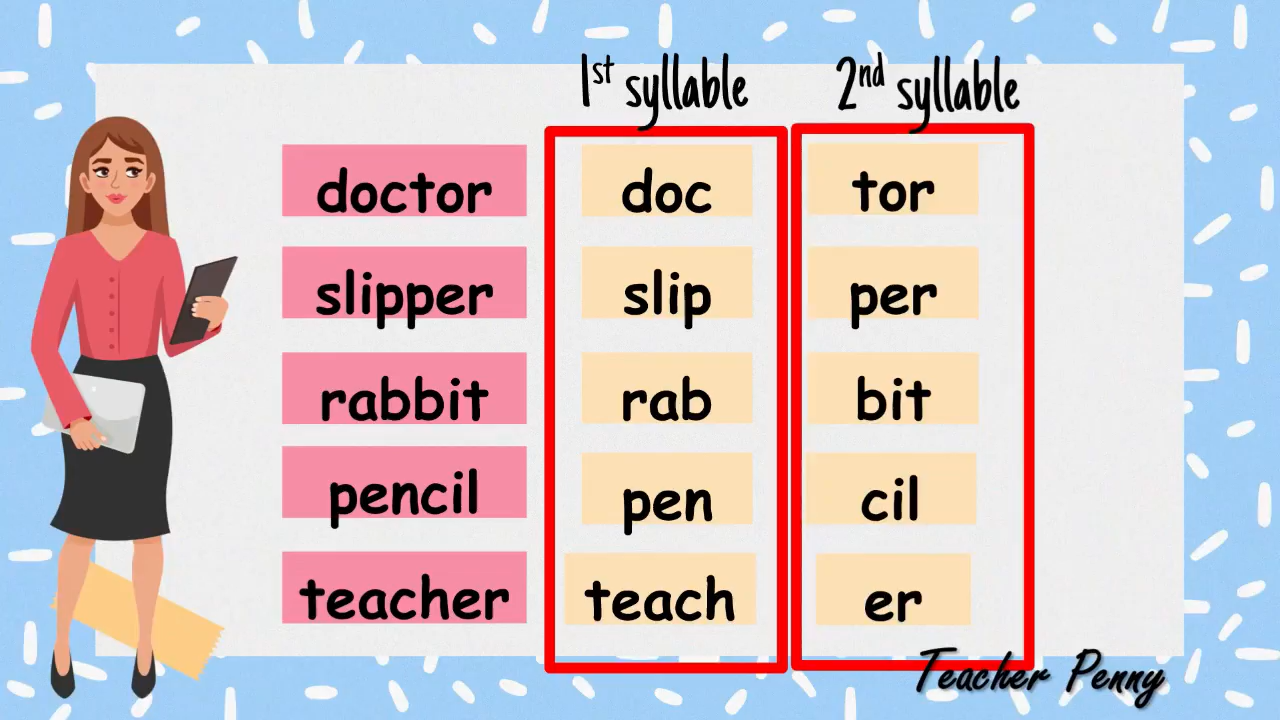 1st syllable 2nd syllable
doctor doc tor
slipper slip per
rabbit rab bit
pencil pen cil
teacher teach er
Teacher Penny